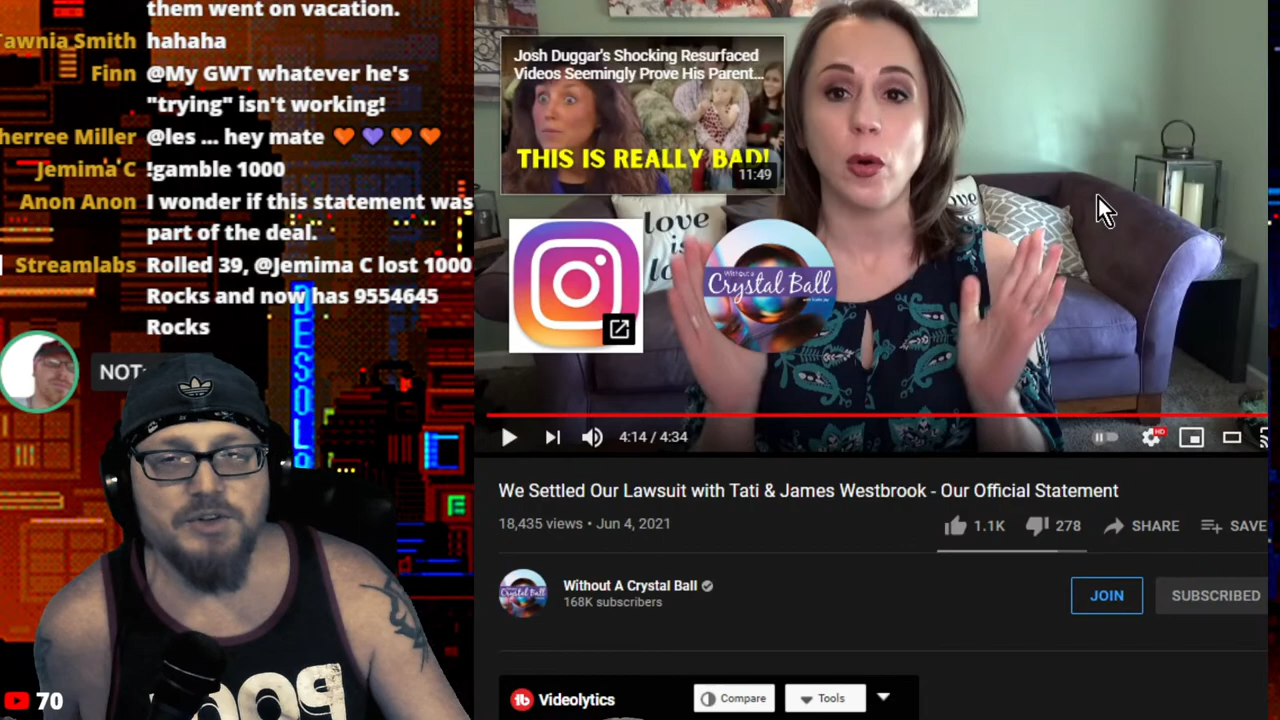 them went on vacation.
Tawnia Smith hahaha
Finn @My GWT whatever he's
"trying" isn't working!
herree Miller @les ... hey mate 🧡 💜 🧡 🧡
Jemima C !gamble 1000
Anon Anon I wonder if this statement was
part of the deal.
Streamlabs Rolled 39, @Jemima C lost 1000
Rocks and now has 9554645
Rocks
NOT
70
Josh Duggar's Shocking Resurfaced
Videos Seemingly Prove His Parent...
THIS IS REALLY BAD!
11:49
love
is
Without a
Crystal Ball
4:14 / 4:34
HD
We Settled Our Lawsuit with Tati & James Westbrook - Our Official Statement
18,435 views • Jun 4, 2021
1.1K 278 SHARE SAVE
Without A Crystal Ball
168K subscribers
JOIN SUBSCRIBED
Videolytics Compare Tools